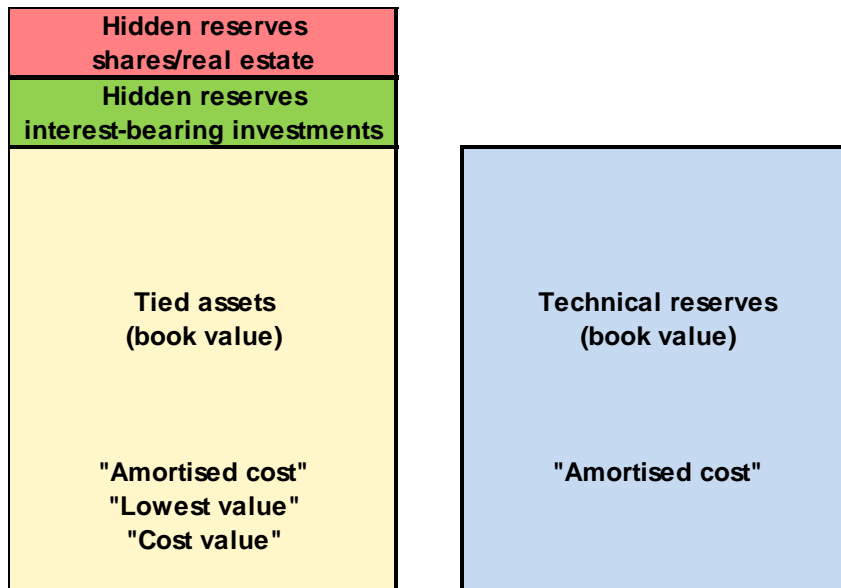 Hidden reserves
shares/real estate
Hidden reserves
interest-bearing investments
Tied assets
(book value)
Technical reserves
(book value)
"Amortised cost"
"Lowest value"
"Cost value"
"Amortised cost"